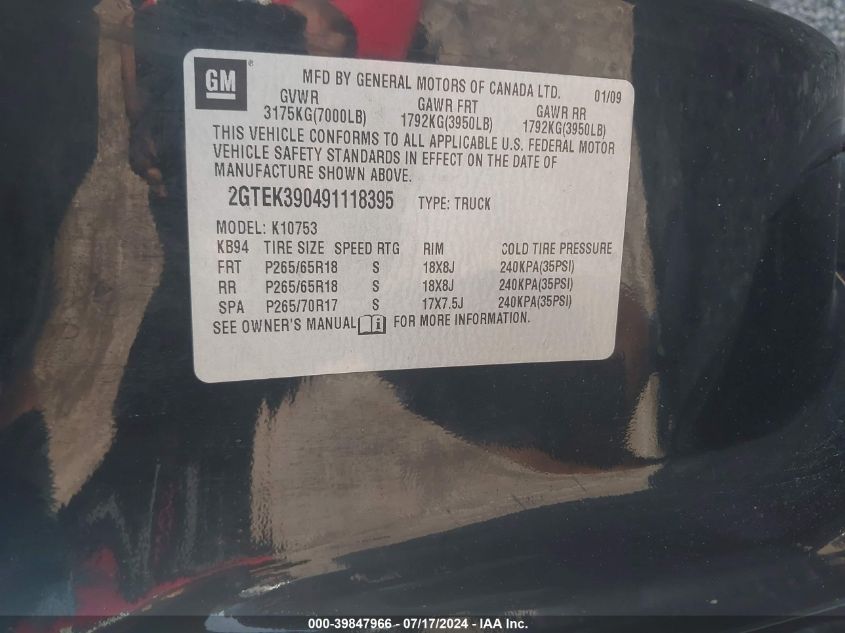 GM®
MFD BY GENERAL MOTORS OF CANADA LTD. 01/09
GVWR GAWR FRT GAWR RR
3175KG(7000LB) 1792KG(3950LB) 1792KG(3950LB)
THIS VEHICLE CONFORMS TO ALL APPLICABLE U.S. FEDERAL MOTOR
VEHICLE SAFETY STANDARDS IN EFFECT ON THE DATE OF
MANUFACTURE SHOWN ABOVE.
2GTEK390491118395 TYPE: TRUCK
MODEL: K10753
KB94 TIRE SIZE SPEED RTG RIM COLD TIRE PRESSURE
FRT P265/65R18 S 18X8J 240KPA(35PSI)
RR P265/65R18 S 18X8J 240KPA(35PSI)
SPA P265/70R17 S 17X7.5J 240KPA(35PSI)
SEE OWNER'S MANUAL i FOR MORE INFORMATION.
000-39847966 / 07/17/2024 - IAA Inc.